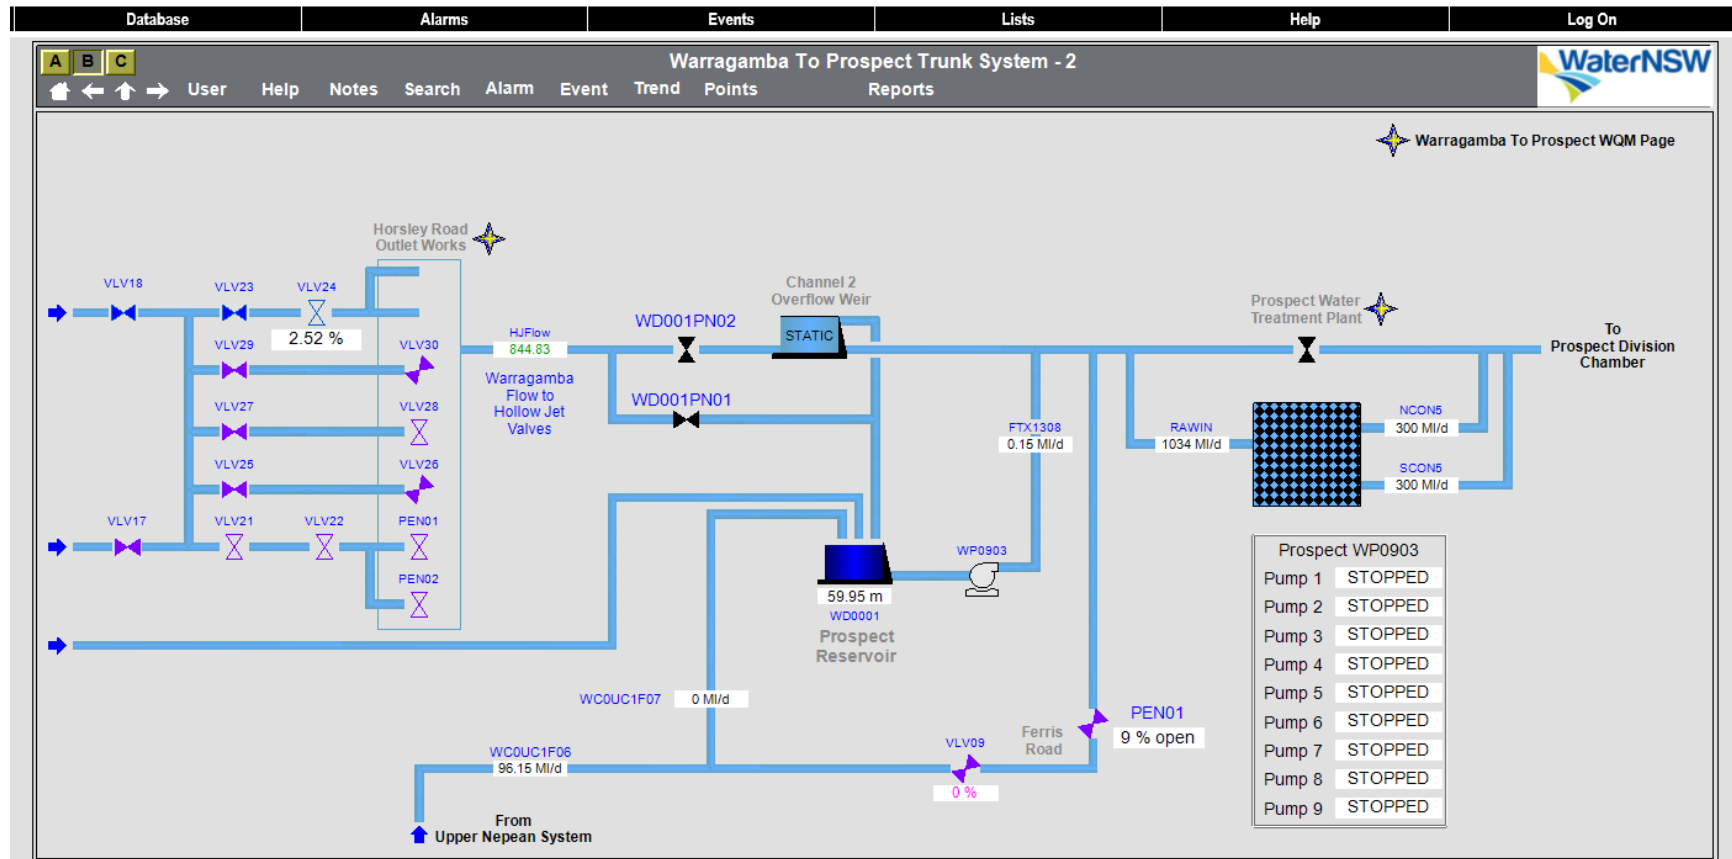 Database Alarms Events Lists Help Log On
A B C
Warragamba To Prospect Trunk System - 2
WaterNSW
User Help Notes Search Alarm Event Trend Points Reports
Warragamba To Prospect WQM Page
Horsley Road
Outlet Works
VLV18
VLV23
VLV24
2.52 %
VLV29
VLV30
VLV27
VLV28
VLV25
VLV26
VLV17
VLV21
VLV22
PEN01
PEN02
HJFlow
844.83
Warragamba
Flow to
Hollow Jet
Valves
WD001PN02
WD001PN01
Channel 2
Overflow Weir
STATIC
FTX1308
0.15 Ml/d
WP0903
59.95 m
WD0001
Prospect
Reservoir
Prospect Water
Treatment Plant
To
Prospect Division
Chamber
RAWIN
1034 Ml/d
NCON5
300 Ml/d
SCON5
300 Ml/d
WC0UC1F07 0 Ml/d
WC0UC1F06
96.15 Ml/d
From
Upper Nepean System
VLV09
0 %
Ferris
Road
PEN01
9 % open
Prospect WP0903
Pump 1 STOPPED
Pump 2 STOPPED
Pump 3 STOPPED
Pump 4 STOPPED
Pump 5 STOPPED
Pump 6 STOPPED
Pump 7 STOPPED
Pump 8 STOPPED
Pump 9 STOPPED